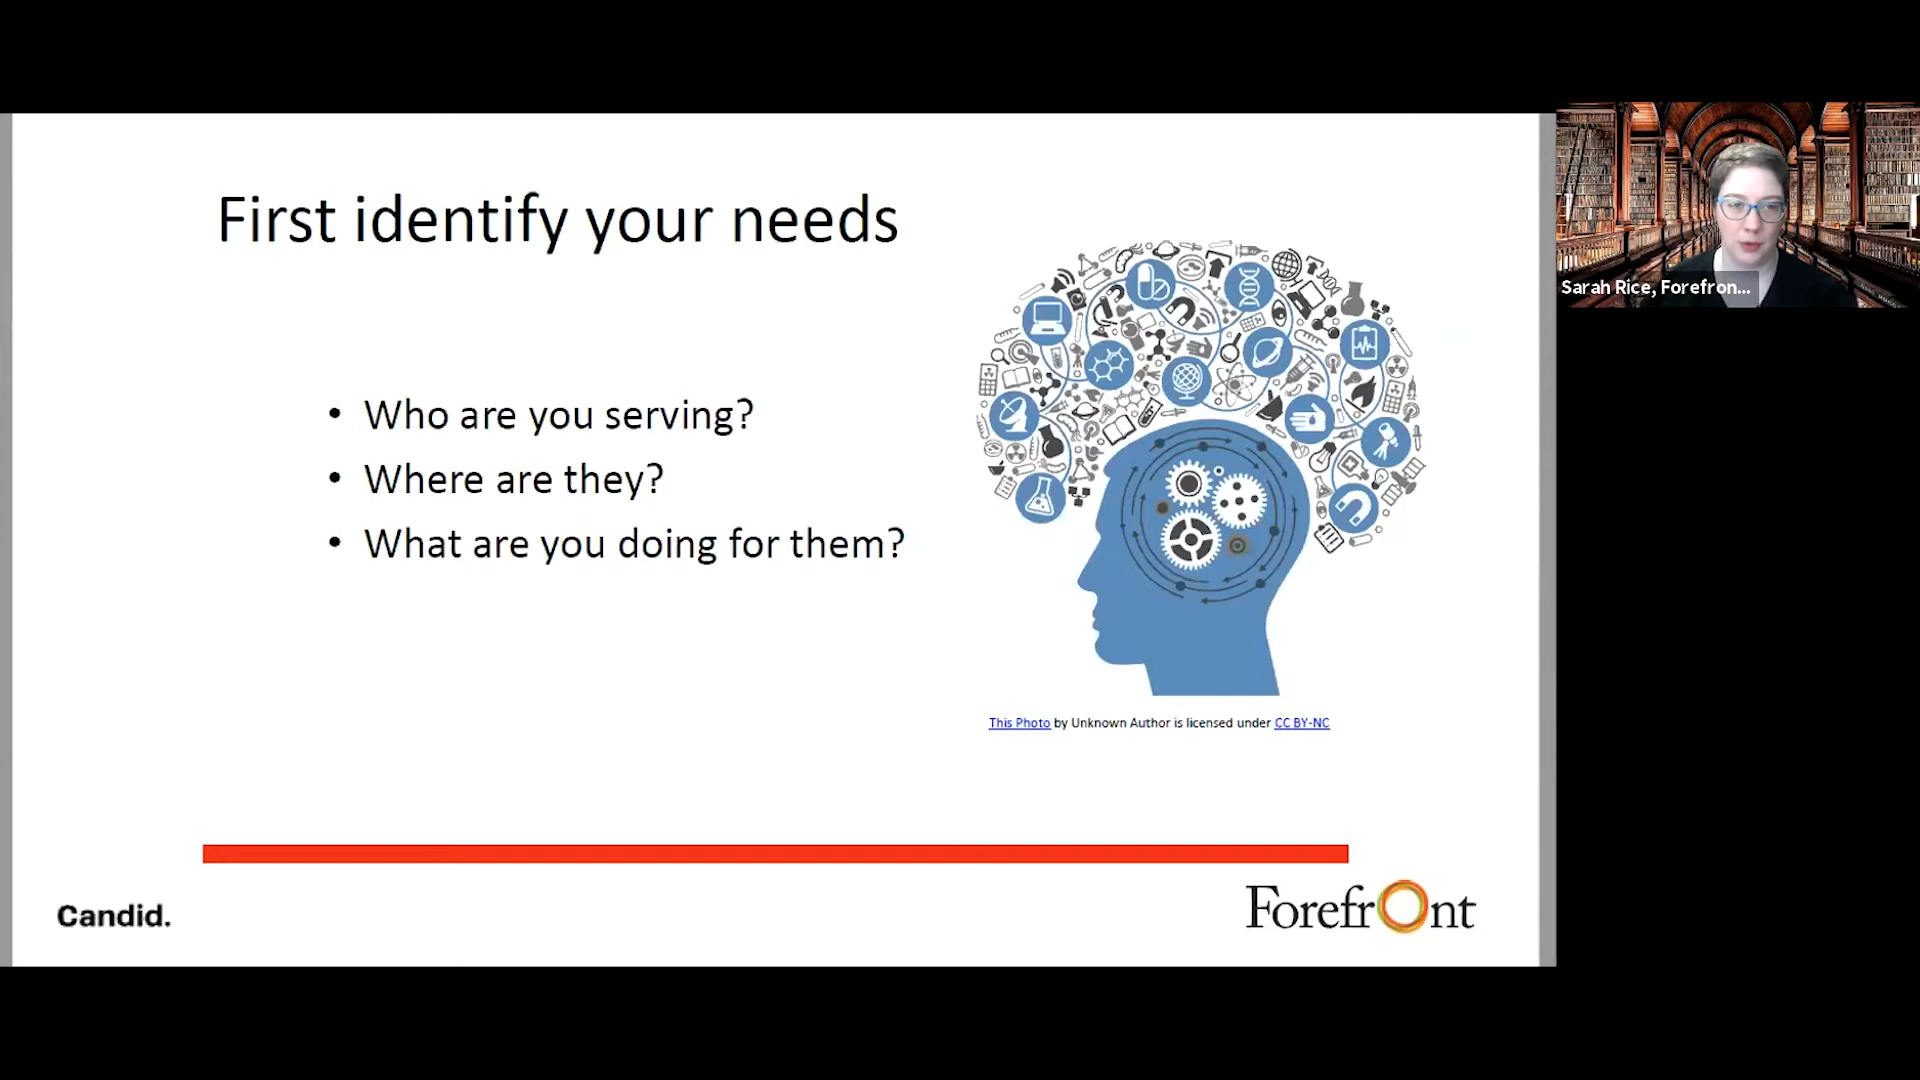 First identify your needs
• Who are you serving?
• Where are they?
• What are you doing for them?
This Photo by Unknown Author is licensed under CC BY-NC
Candid.
Forefront
Sarah Rice, Forefron...